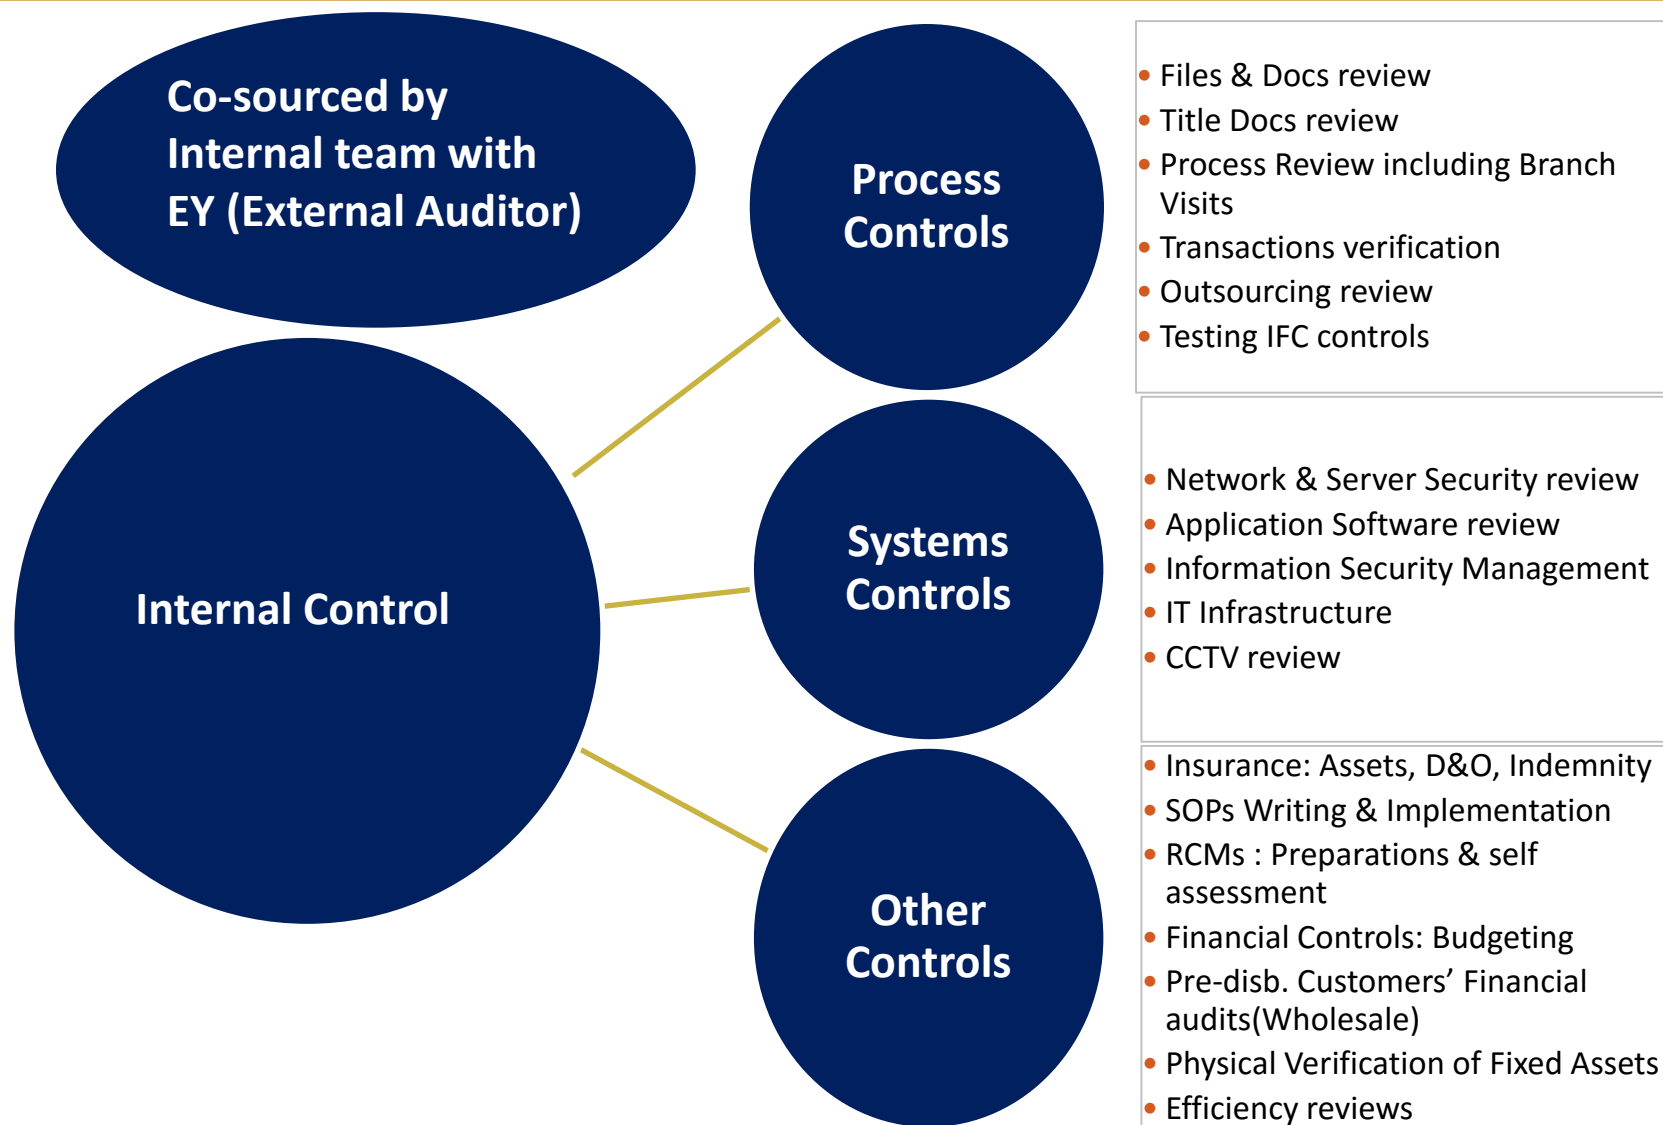 Co-sourced by
Internal team with
EY (External Auditor)
Internal Control
Process
Controls
• Files & Docs review
• Title Docs review
• Process Review including Branch
Visits
• Transactions verification
• Outsourcing review
• Testing IFC controls
Systems
Controls
• Network & Server Security review
• Application Software review
• Information Security Management
• IT Infrastructure
• CCTV review
Other
Controls
• Insurance: Assets, D&O, Indemnity
• SOPs Writing & Implementation
• RCMs : Preparations & self
assessment
• Financial Controls: Budgeting
• Pre-disb. Customers’ Financial
audits(Wholesale)
• Physical Verification of Fixed Assets
• Efficiency reviews